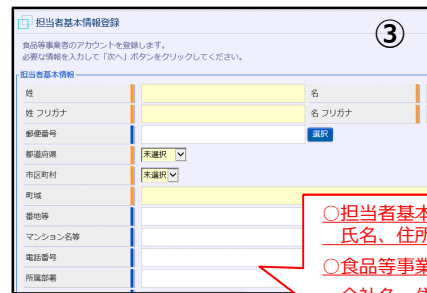 担当者基本情報登録
③
食品等事業者のアカウントを登録します。
必要な情報を入力して「次へ」ボタンをクリックしてください。
担当者基本情報
姓 名
姓 フリガナ 名 フリガナ
郵便番号 選択
都道府県 未選択
市区町村 未選択
町域
番地等
マンション名等
電話番号
所属部署
○担当者基本
氏名、住所
○食品等事業
会社名、住